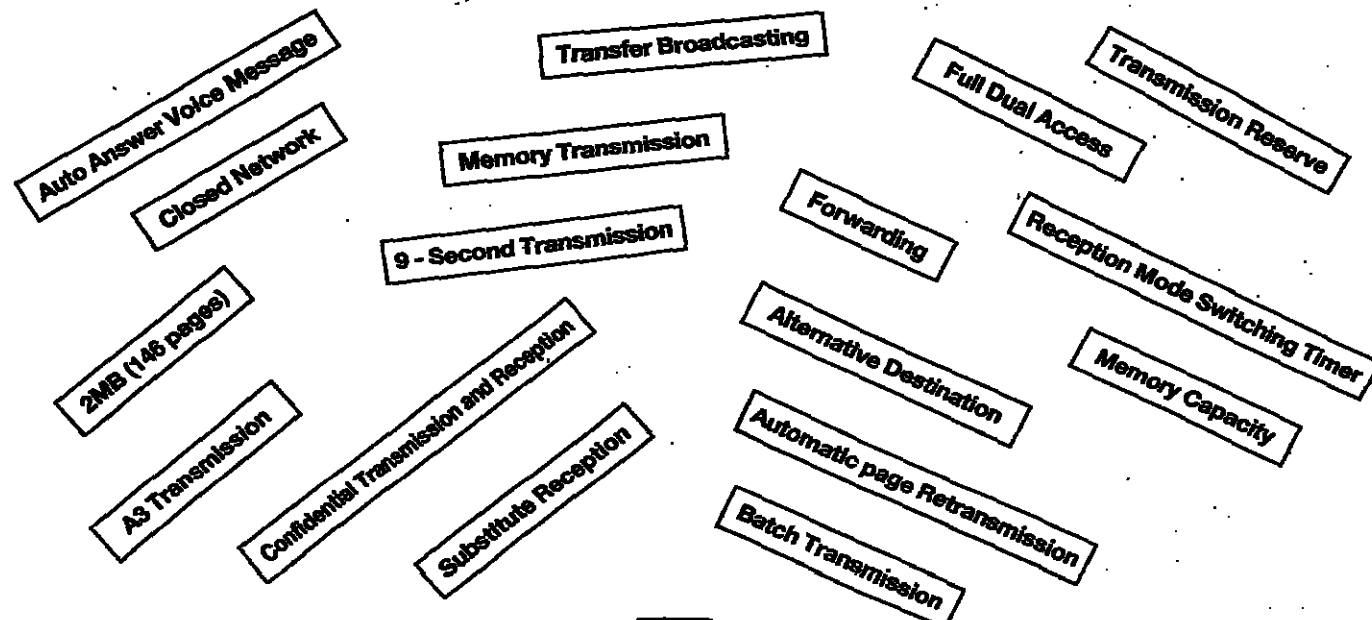 Auto Answer Voice Message
Closed Network
2MB (146 pages)
A3 Transmission
Transfer Broadcasting
Memory Transmission
9 - Second Transmission
Confidential Transmission and Reception
Substitute Reception
Full Dual Access
Transmission Reserve
Forwarding
Reception Mode Switching Timer
Alternative Destination
Memory Capacity
Automatic page Retransmission
Batch Transmission